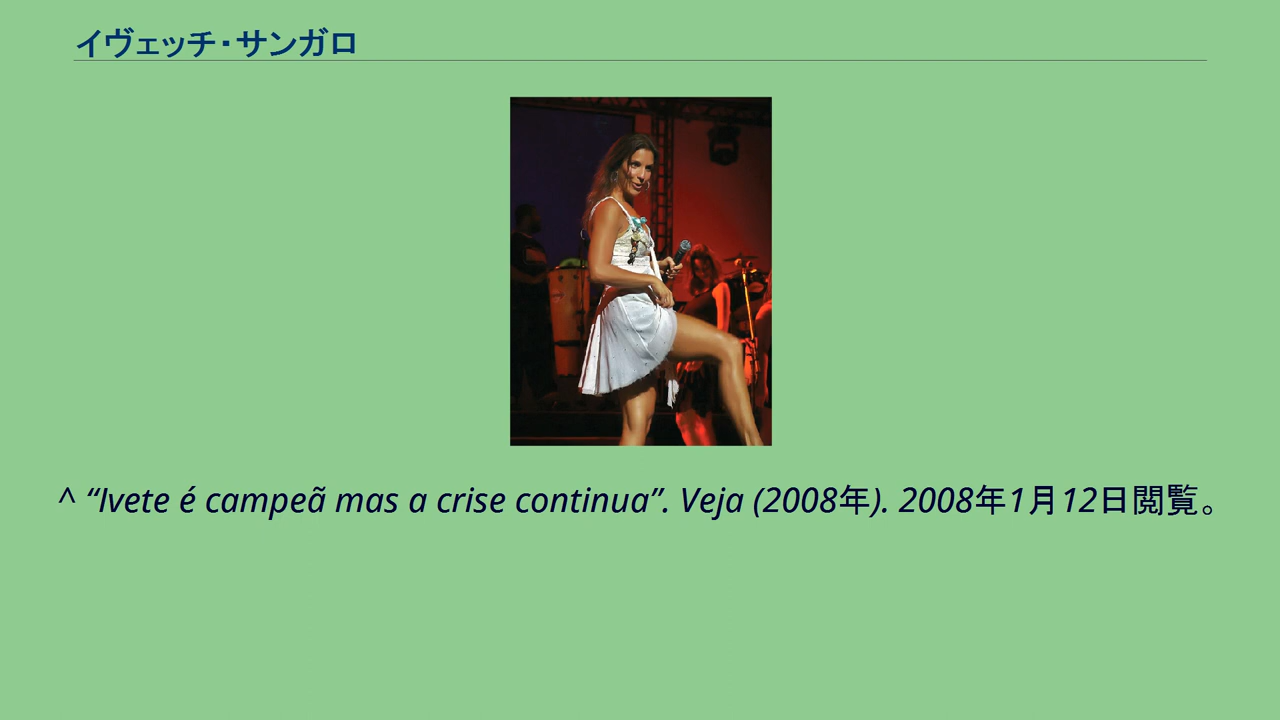 イヴェッチ・サンガロ
^ “Ivete é campeã mas a crise continua”. Veja (2008年). 2008年1月12日閲覧。